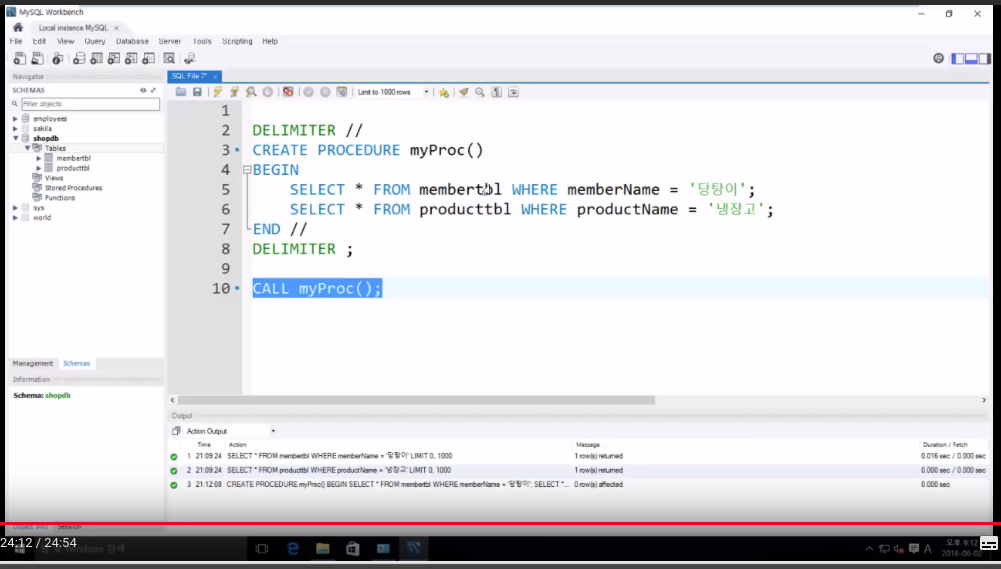 MySQL Workbench
Local instance MySQL
File Edit View Query Database Server Tools Scripting Help
Navigator
SCHEMAS
Filter objects
employees
sakila
shopdb
Tables
membertbl
producttbl
Views
Stored Procedures
Functions
sys
world
Management Schemas
Information
Schema: shopdb
SQL File 7*
Limit to 1000 rows
1
2 DELIMITER //
3 CREATE PROCEDURE myProc()
4 BEGIN
5 SELECT * FROM membertbl WHERE memberName = '당탕이';
6 SELECT * FROM producttbl WHERE productName = '냉장고';
7 END //
8 DELIMITER ;
9
10 CALL myProc();
Output
Action Output
Time Action Message Duration / Fetch
1 21:09:24 SELECT * FROM membertbl WHERE memberName = '당탕이' LIMIT 0, 1000 1 row(s) returned 0.016 sec / 0.000 sec
2 21:09:24 SELECT * FROM producttbl WHERE productName = '냉장고' LIMIT 0, 1000 1 row(s) returned 0.000 sec / 0.000 sec
3 21:12:08 CREATE PROCEDURE myProc() BEGIN SELECT * FROM membertbl WHERE memberName = '당탕이'; SELECT *... 0 row(s) affected 0.000 sec
Object Info Session
24:12 / 24:54
Windows 검색
A
오후 9:12
2016-06-02